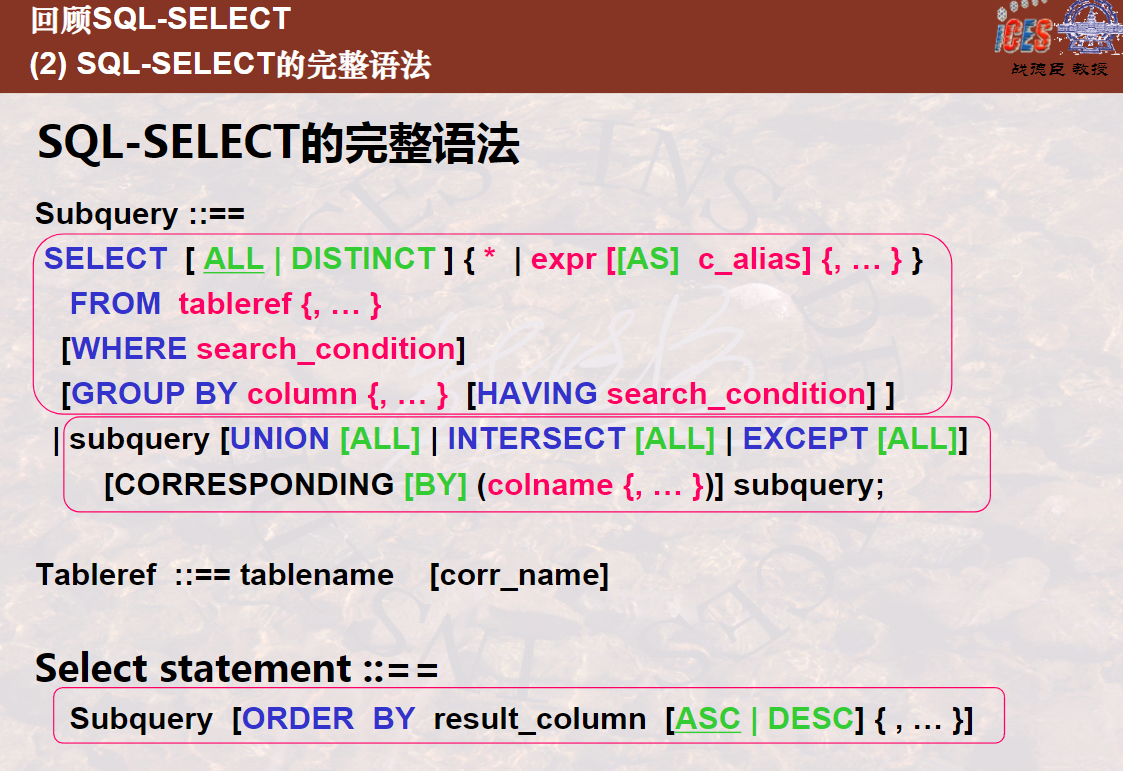 回顾SQL-SELECT
(2) SQL-SELECT的完整语法
iCES
战德臣 教授
SQL-SELECT的完整语法
Subquery ::==
SELECT [ ALL | DISTINCT ] { * | expr [[AS] c_alias] {, … } }
FROM tableref {, … }
[WHERE search_condition]
[GROUP BY column {, … } [HAVING search_condition] ]
| subquery [UNION [ALL] | INTERSECT [ALL] | EXCEPT [ALL]]
[CORRESPONDING [BY] (colname {, … })] subquery;
Tableref ::== tablename [corr_name]
Select statement ::==
Subquery [ORDER BY result_column [ASC | DESC] { , … }]